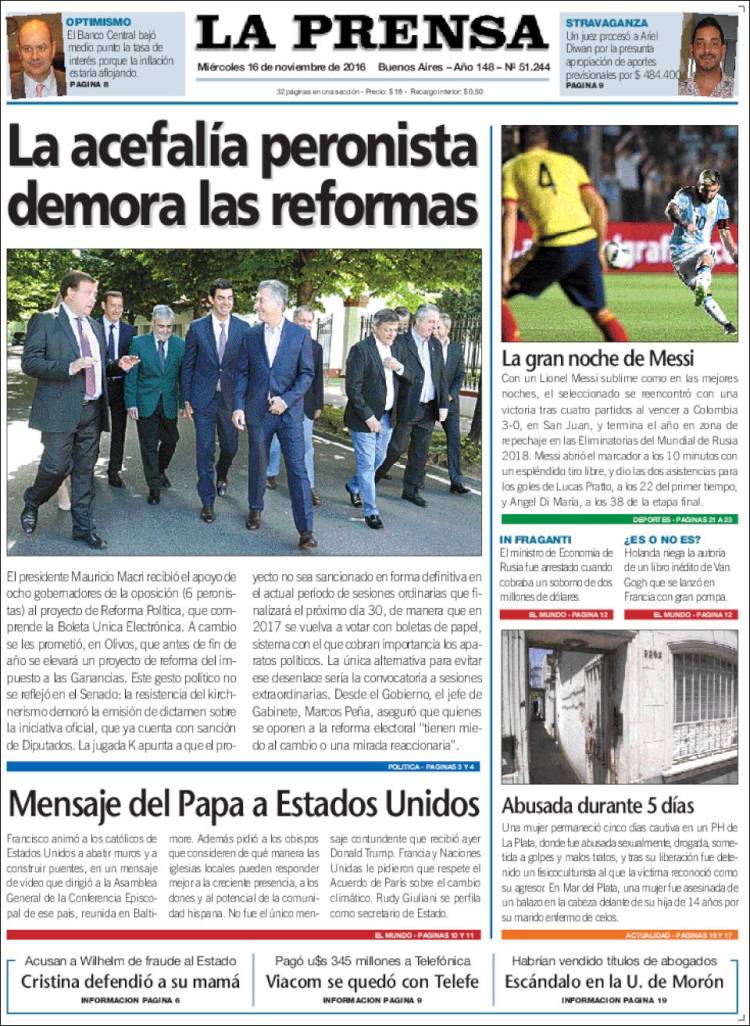 OPTIMISMO
El Banco Central bajó
medio punto la tasa de
interés porque la inflación
estaría aflojando.
PAGINA 8
LA PRENSA
Miércoles 16 de noviembre de 2016 Buenos Aires – Año 148 – Nº 51.244
32 páginas en una sección - Precio: $ 18 - Recargo interior: $ 0,50
STRAVAGANZA
Un juez procesó a Ariel
Diwan por la presunta
apropiación de aportes
previsionales por $ 484.400
PAGINA 9
La acefalía peronista
demora las reformas
El presidente Mauricio Macri recibió el apoyo de
ocho gobernadores de la oposición (6 peronis-
tas) al proyecto de Reforma Política, que com-
prende la Boleta Unica Electrónica. A cambio
se les prometió, en Olivos, que antes de fin de
año se elevará un proyecto de reforma del im-
puesto a las Ganancias. Este gesto político no
se reflejó en el Senado: la resistencia del kirch-
nerismo demoró la emisión de dictamen sobre
la iniciativa oficial, que ya cuenta con sanción
de Diputados. La jugada K apunta a que el pro-
yecto no sea sancionado en forma definitiva en
el actual período de sesiones ordinarias que fi-
nalizará el próximo día 30, de manera que en
2017 se vuelva a votar con boletas de papel,
sistema con el que cobran importancia los apa-
ratos políticos. La única alternativa para evitar
ese desenlace sería la convocatoria a sesiones
extraordinarias. Desde el Gobierno, el jefe de
Gabinete, Marcos Peña, aseguró que quienes
se oponen a la reforma electoral "tienen mie-
do al cambio o una mirada reaccionaria".
POLITICA - PAGINAS 3 Y 4
4
10
grafic
La gran noche de Messi
Con un Lionel Messi sublime como en las mejores
noches, el seleccionado se reencontró con una
victoria tras cuatro partidos al vencer a Colombia
3-0, en San Juan, y termina el año en zona de
repechaje en las Eliminatorias del Mundial de Rusia
2018. Messi abrió el marcador a los 10 minutos con
un espléndido tiro libre, y dio las dos asistencias para
los goles de Lucas Pratto, a los 22 del primer tiempo,
y Angel Di María, a los 38 de la etapa final.
DEPORTES - PAGINAS 21 A 23
IN FRAGANTI
El ministro de Economía de
Rusia fue arrestado cuando
cobraba un soborno de dos
millones de dólares.
EL MUNDO - PAGINA 12
¿ES O NO ES?
Holanda niega la autoría
de un libro inédito de Van
Gogh que se lanzó en
Francia con gran pompa.
EL MUNDO - PAGINA 12
Abusada durante 5 días
Una mujer permaneció cinco días cautiva en un PH de
La Plata, donde fue abusada sexualmente, drogada, some-
tida a golpes y malos tratos, y tras su liberación fue dete-
nido un fisicoculturista al que la víctima reconoció como
su agresor. En Mar del Plata, una mujer fue asesinada de
un balazo en la cabeza delante de su hija de 14 años por
su marido enfermo de celos.
ACTUALIDAD - PAGINAS 16 Y 17
Mensaje del Papa a Estados Unidos
Francisco animó a los católicos de
Estados Unidos a abatir muros y a
construir puentes, en un mensaje
de video que dirigió a la Asamblea
General de la Conferencia Episco-
pal de ese país, reunida en Balti-
more. Además pidió a los obispos
que consideren de qué manera las
iglesias locales pueden responder
mejor a la creciente presencia, a los
dones y al potencial de la comuni-
dad hispana. No fue el único men-
saje contundente que recibió ayer
Donald Trump. Francia y Naciones
Unidas le pidieron que respete el
Acuerdo de París sobre el cambio
climático. Rudy Giuliani se perfila
como secretario de Estado.
EL MUNDO - PAGINAS 10 Y 11
Acusan a Wilhelm de fraude al Estado
Cristina defendió a su mamá
INFORMACION PAGINA 6
Pagó u$s 345 millones a Telefónica
Viacom se quedó con Telefe
INFORMACION PAGINA 9
Habrían vendido títulos de abogados
Escándalo en la U. de Morón
INFORMACION PAGINA 19